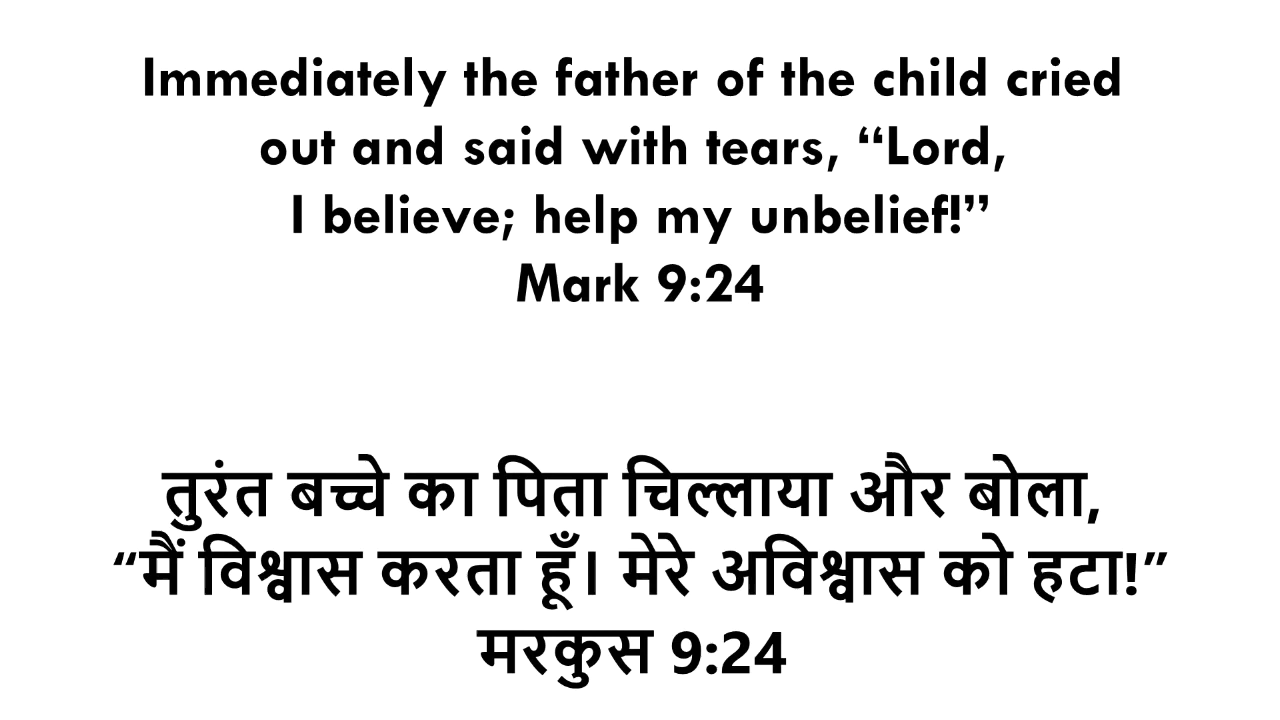 Immediately the father of the child cried
out and said with tears, “Lord,
I believe; help my unbelief!”
Mark 9:24
तुरंत बच्चे का पिता चिल्लाया और बोला,
“मैं विश्वास करता हूँ। मेरे अविश्वास को हटा!”
मरकुस 9:24